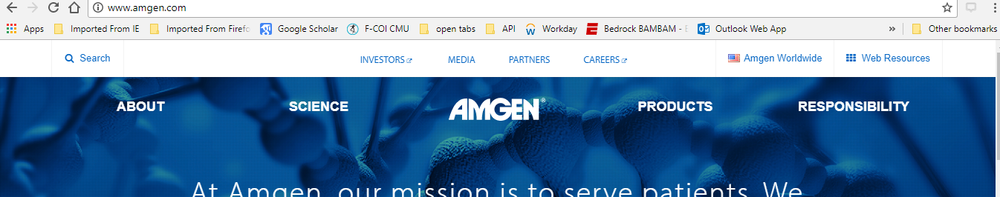 www.amgen.com
Apps Imported From IE Imported From Firefo Google Scholar F-COI CMU open tabs API Workday Bedrock BAMBAM - E Outlook Web App » Other bookmarks
Search INVESTORS MEDIA PARTNERS CAREERS Amgen Worldwide Web Resources
ABOUT SCIENCE AMGEN® PRODUCTS RESPONSIBILITY
At Amgen, our mission is to serve patients. We